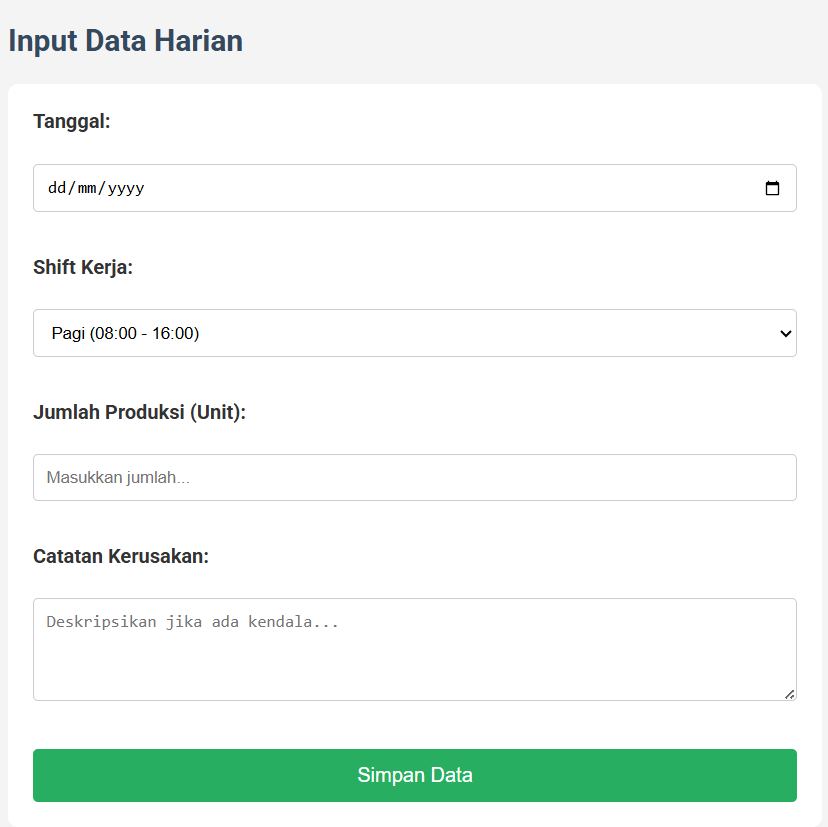 Input Data Harian
Tanggal:
dd/mm/yyyy
Shift Kerja:
Pagi (08:00 - 16:00)
Jumlah Produksi (Unit):
Masukkan jumlah...
Catatan Kerusakan:
Deskripsikan jika ada kendala...
Simpan Data